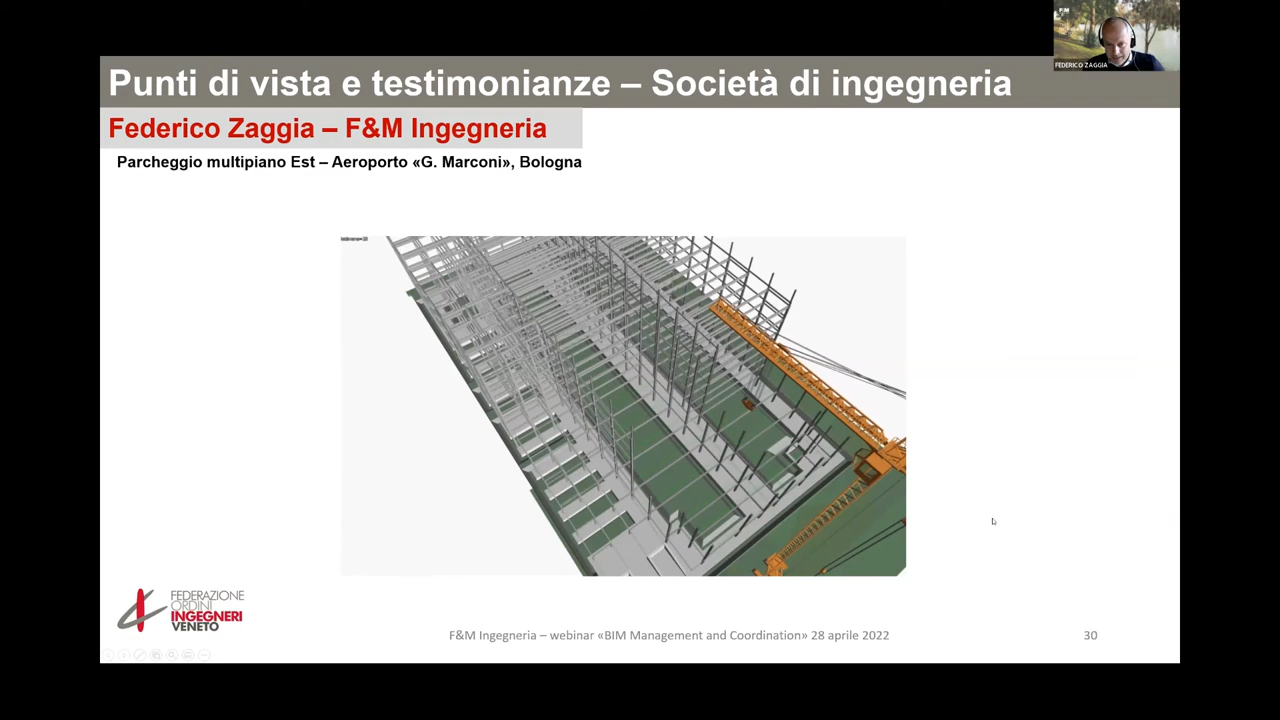 F&M
FEDERICO ZAGGIA
Punti di vista e testimonianze – Società di ingegneria
Federico Zaggia – F&M Ingegneria
Parcheggio multipiano Est – Aeroporto «G. Marconi», Bologna
FEDERAZIONE
ORDINI
INGEGNERI
VENETO
F&M Ingegneria – webinar «BIM Management and Coordination» 28 aprile 2022
30